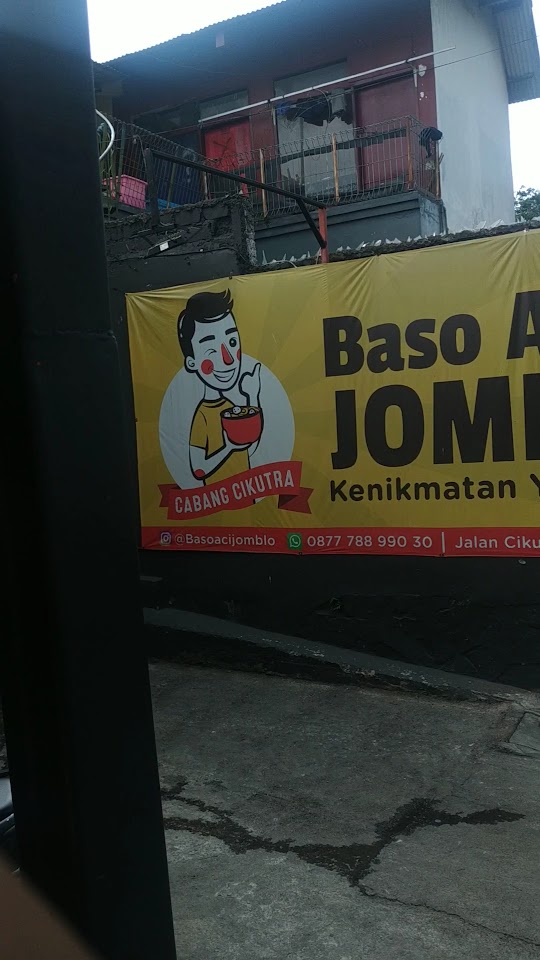 Baso A
JOM
Kenikmatan Y
CABANG CIKUTRA
@Basoacijomblo 0877 788 990 30 | Jalan Ciku